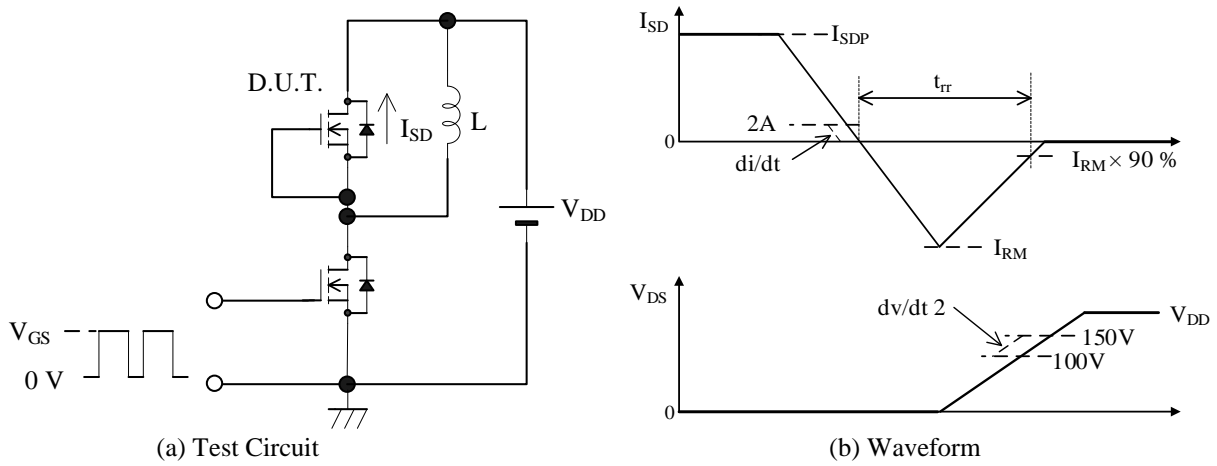 D.U.T.
I_SD
L
V_DD
V_GS
0 V
(a) Test Circuit
I_SD
I_SDP
t_rr
2A
0
di/dt
I_RM × 90 %
I_RM
V_DS
dv/dt 2
V_DD
150V
100V
0
(b) Waveform